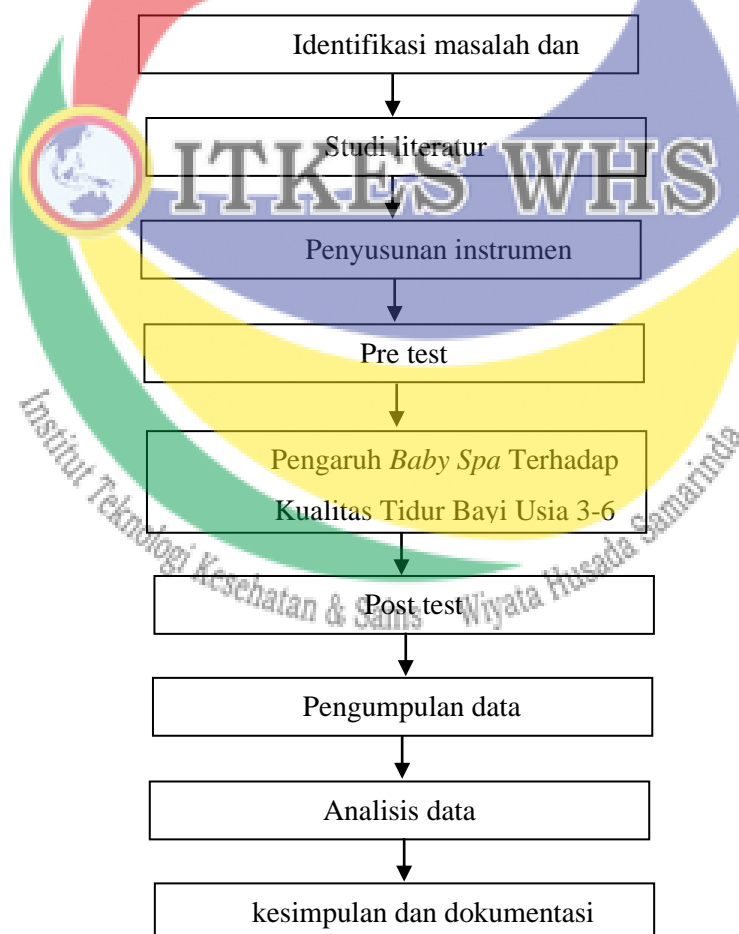 Identifikasi masalah dan
Studi literatur
ITKES WHS
Penyusunan instrumen
Pre test
Pengaruh Baby Spa Terhadap
Kualitas Tidur Bayi Usia 3-6
Post test
Institut Teknologi Kesehatan & Sains Wiyata Husada Samarinda
Pengumpulan data
Analisis data
kesimpulan dan dokumentasi